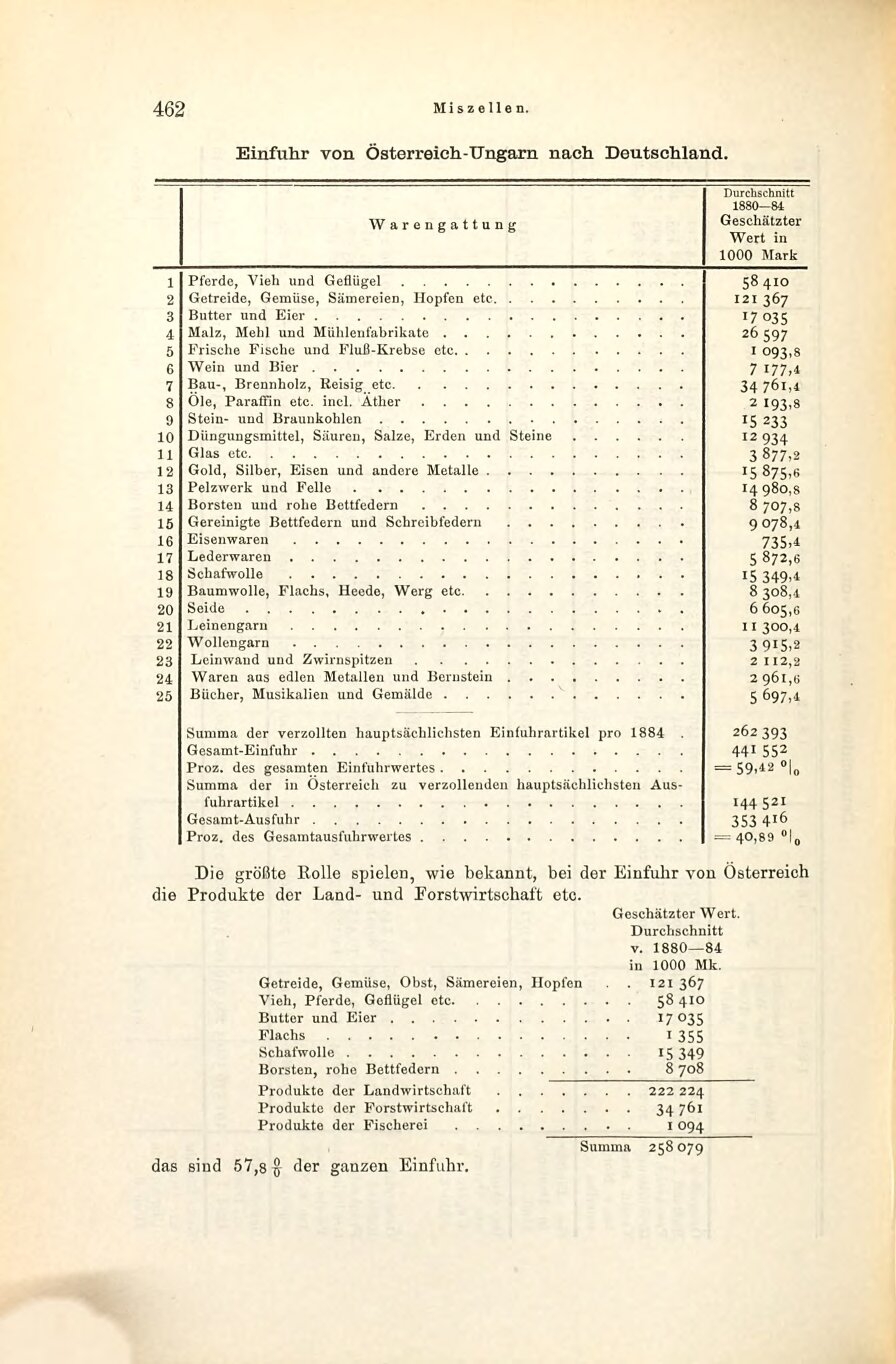 462
Miszellen.
Einfuhr von Österreich-Ungarn nach Deutschland.
Warengattung
Durchschnitt
1880—84
Geschätzter
Wert in
1000 Mark
1 Pferde, Vieh und Geflügel . . . . . . . . . . . . . . 58 410
2 Getreide, Gemüse, Sämereien, Hopfen etc. . . . . . . . . . 121 367
3 Butter und Eier . . . . . . . . . . . . . . . . . . 17 035
4 Malz, Mehl und Mühlenfabrikate . . . . . . . . . . . . 26 597
5 Frische Fische und Fluß-Krebse etc. . . . . . . . . . . . 1 093,8
6 Wein und Bier . . . . . . . . . . . . . . . . . . 7 177,4
7 Bau-, Brennholz, Reisig etc. . . . . . . . . . . . . . 34 761,4
8 Öle, Paraffin etc. incl. Äther . . . . . . . . . . . . . 2 193,8
9 Stein- und Braunkohlen . . . . . . . . . . . . . . . 15 233
10 Düngungsmittel, Säuren, Salze, Erden und Steine . . . . . . 12 934
11 Glas etc. . . . . . . . . . . . . . . . . . . . . 3 877,2
12 Gold, Silber, Eisen und andere Metalle . . . . . . . . . . 15 875,6
13 Pelzwerk und Felle . . . . . . . . . . . . . . . . 14 980,8
14 Borsten und rohe Bettfedern . . . . . . . . . . . . . 8 707,8
15 Gereinigte Bettfedern und Schreibfedern . . . . . . . . . 9 078,4
16 Eisenwaren . . . . . . . . . . . . . . . . . . . 735,4
17 Lederwaren . . . . . . . . . . . . . . . . . . . 5 872,6
18 Schafwolle . . . . . . . . . . . . . . . . . . . 15 349,4
19 Baumwolle, Flachs, Heede, Werg etc. . . . . . . . . . . 8 308,4
20 Seide . . . . . . . . . . . . . . . . . . . . . 6 605,6
21 Leinengarn . . . . . . . . . . . . . . . . . . . 11 300,4
22 Wollengarn . . . . . . . . . . . . . . . . . . . 3 915,2
23 Leinwand und Zwirnspitzen . . . . . . . . . . . . . 2 112,2
24 Waren aus edlen Metallen und Bernstein . . . . . . . . . 2 961,6
25 Bücher, Musikalien und Gemälde . . . . . . . . . . . . 5 697,4
Summa der verzollten hauptsächlichsten Einfuhrartikel pro 1884 . 262 393
Gesamt-Einfuhr . . . . . . . . . . . . . . . . . . 441 552
Proz. des gesamten Einfuhrwertes . . . . . . . . . . . . = 59,42 %
Summa der in Österreich zu verzollenden hauptsächlichsten Aus-
fuhrartikel . . . . . . . . . . . . . . . . . . . 144 521
Gesamt-Ausfuhr . . . . . . . . . . . . . . . . . . 353 416
Proz. des Gesamtausfuhrwertes . . . . . . . . . . . . . = 40,89 %
Die größte Rolle spielen, wie bekannt, bei der Einfuhr von Österreich
die Produkte der Land- und Forstwirtschaft etc.
Geschätzter Wert.
Durchschnitt
v. 1880—84
in 1000 Mk.
Getreide, Gemüse, Obst, Sämereien, Hopfen . . 121 367
Vieh, Pferde, Geflügel etc. . . . . . . . . 58 410
Butter und Eier . . . . . . . . . . . . 17 035
Flachs . . . . . . . . . . . . . . . 1 355
Schafwolle . . . . . . . . . . . . . . 15 349
Borsten, rohe Bettfedern . . . . . . . . . 8 708
Produkte der Landwirtschaft . . . . . . . 222 224
Produkte der Forstwirtschaft . . . . . . . 34 761
Produkte der Fischerei . . . . . . . . . 1 094
Summa 258 079
das sind 57,8 % der ganzen Einfuhr.